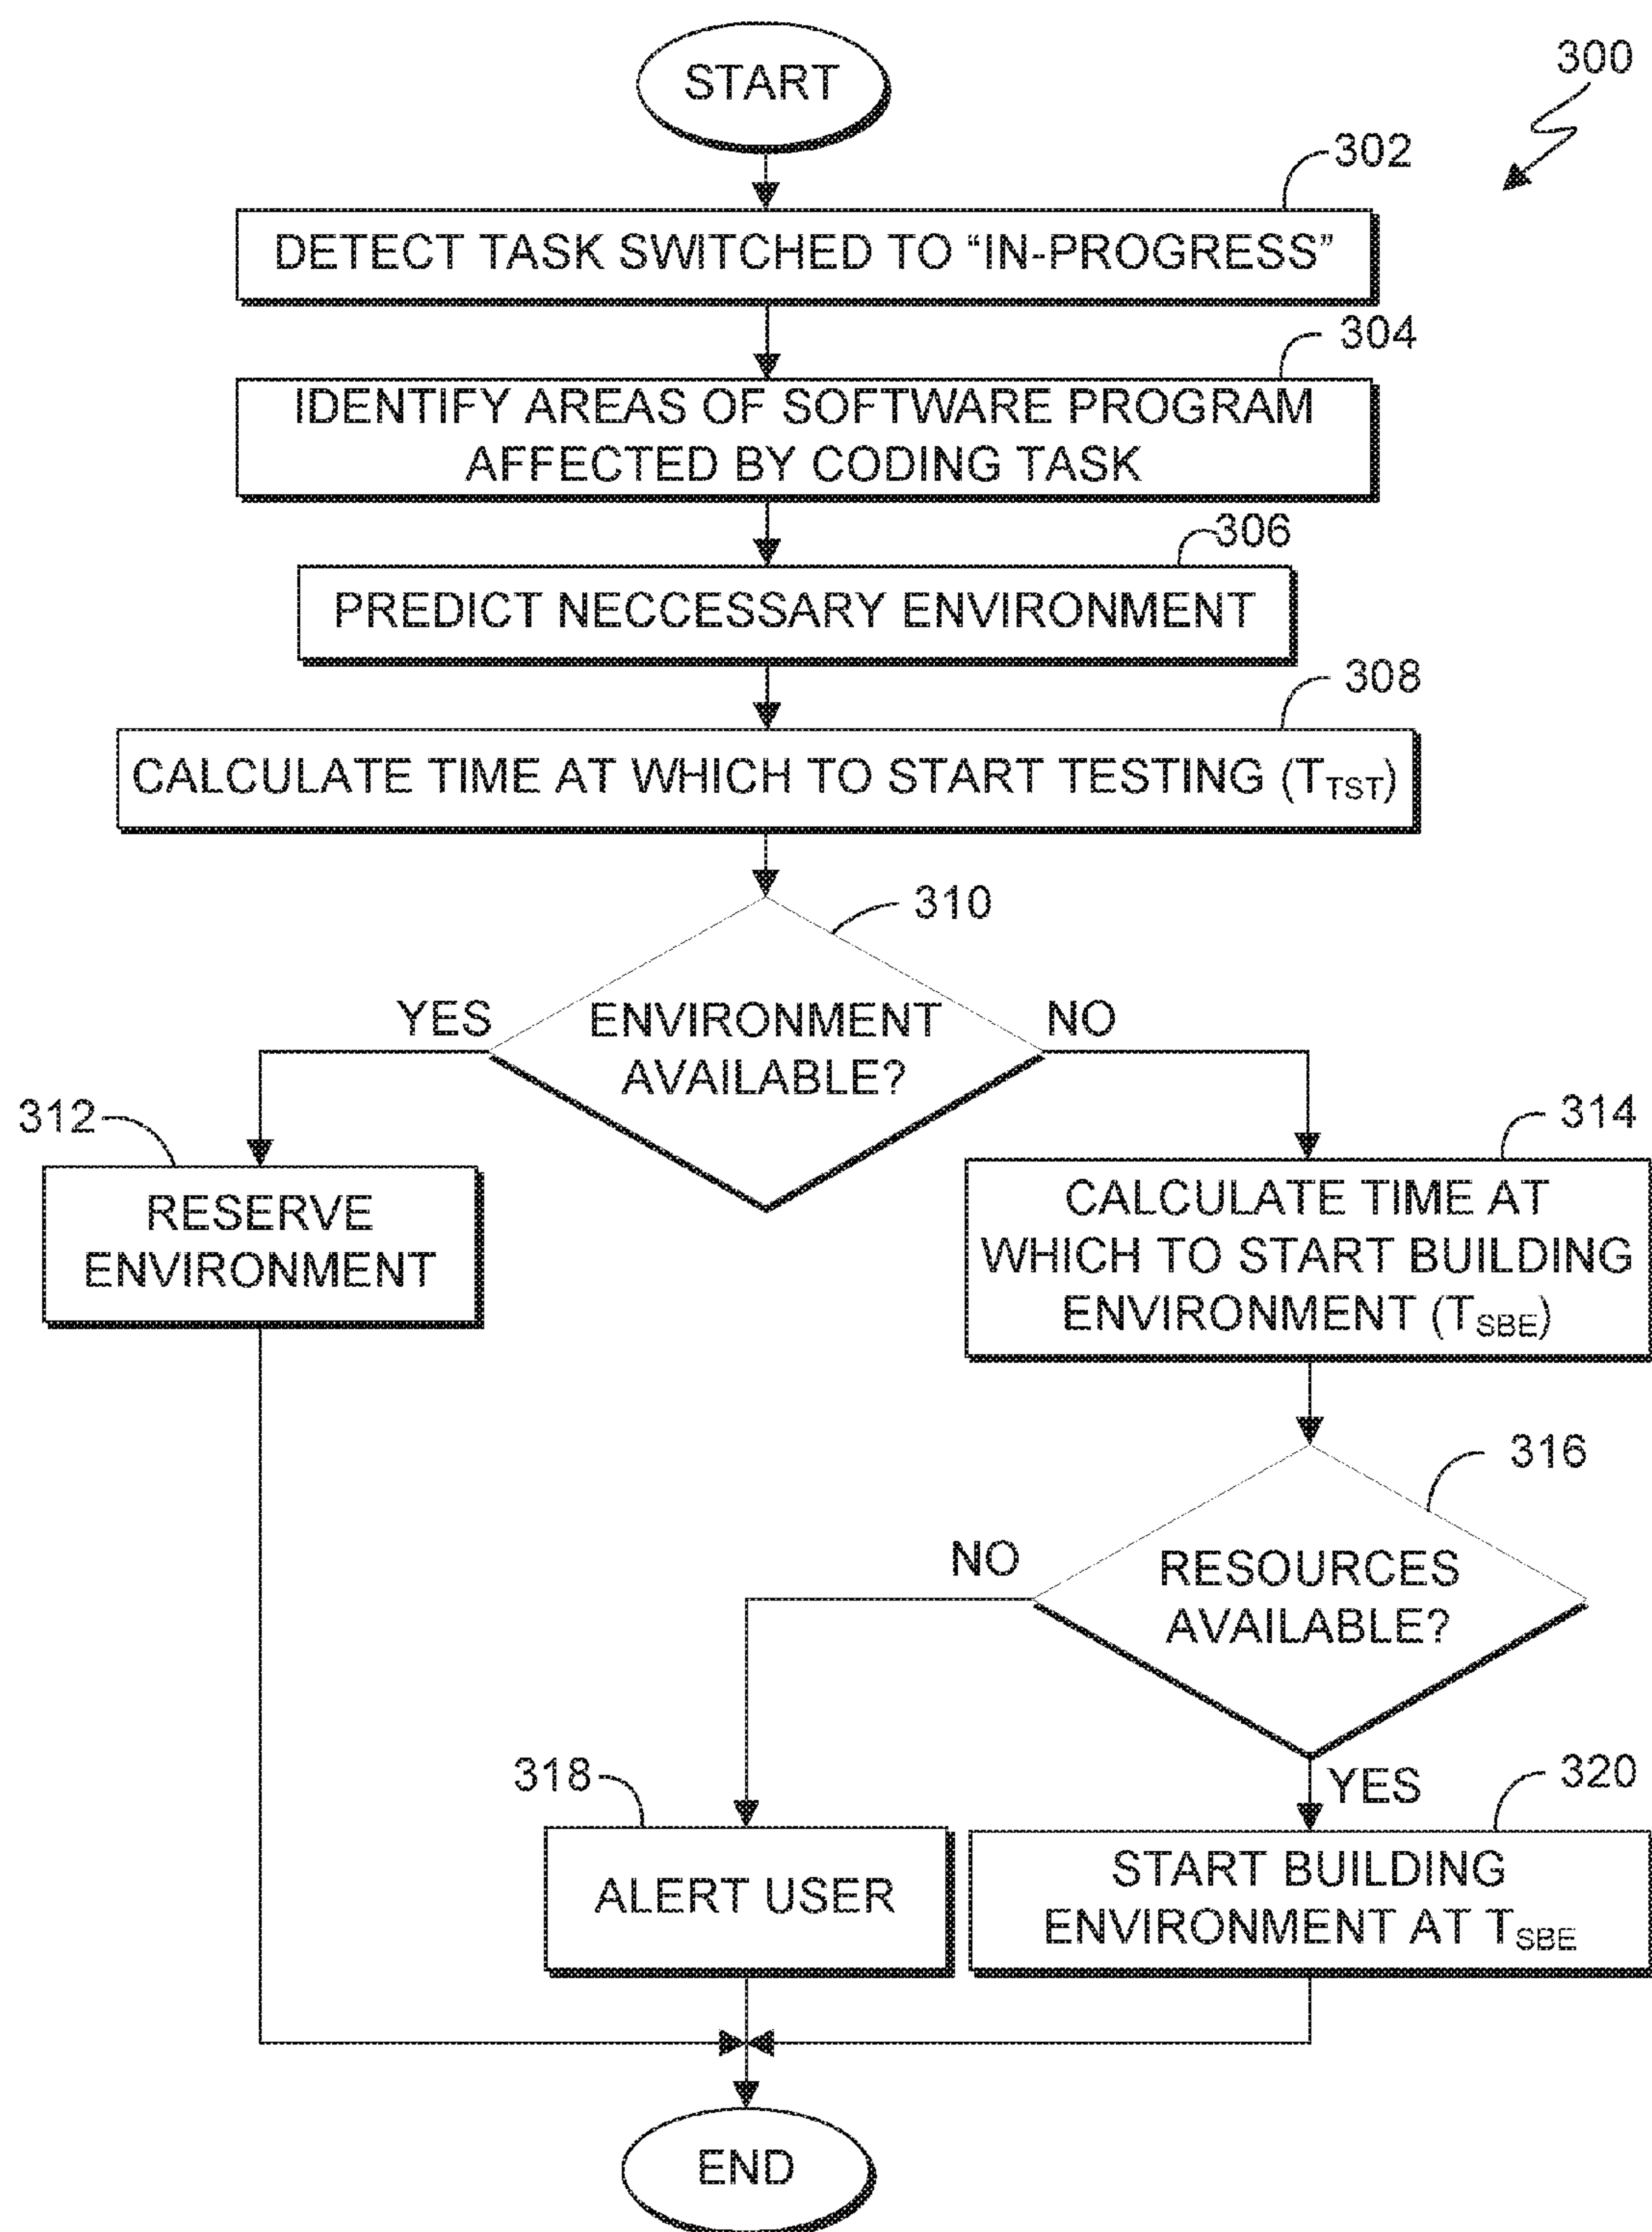 START
300
302
DETECT TASK SWITCHED TO “IN-PROGRESS”
304
IDENTIFY AREAS OF SOFTWARE PROGRAM
AFFECTED BY CODING TASK
306
PREDICT NECCESSARY ENVIRONMENT
308
CALCULATE TIME AT WHICH TO START TESTING (TTST)
310
YES
ENVIRONMENT
AVAILABLE?
NO
312
RESERVE
ENVIRONMENT
314
CALCULATE TIME AT
WHICH TO START BUILDING
ENVIRONMENT (TSBE)
316
NO
RESOURCES
AVAILABLE?
YES
318
ALERT USER
320
START BUILDING
ENVIRONMENT AT TSBE
END